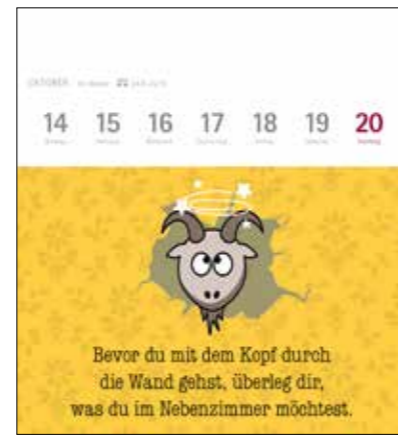 OKTOBER
14 15 16 17 18 19 20
Bevor du mit dem Kopf durch
die Wand gehst, überleg dir,
was du im Nebenzimmer möchtest.